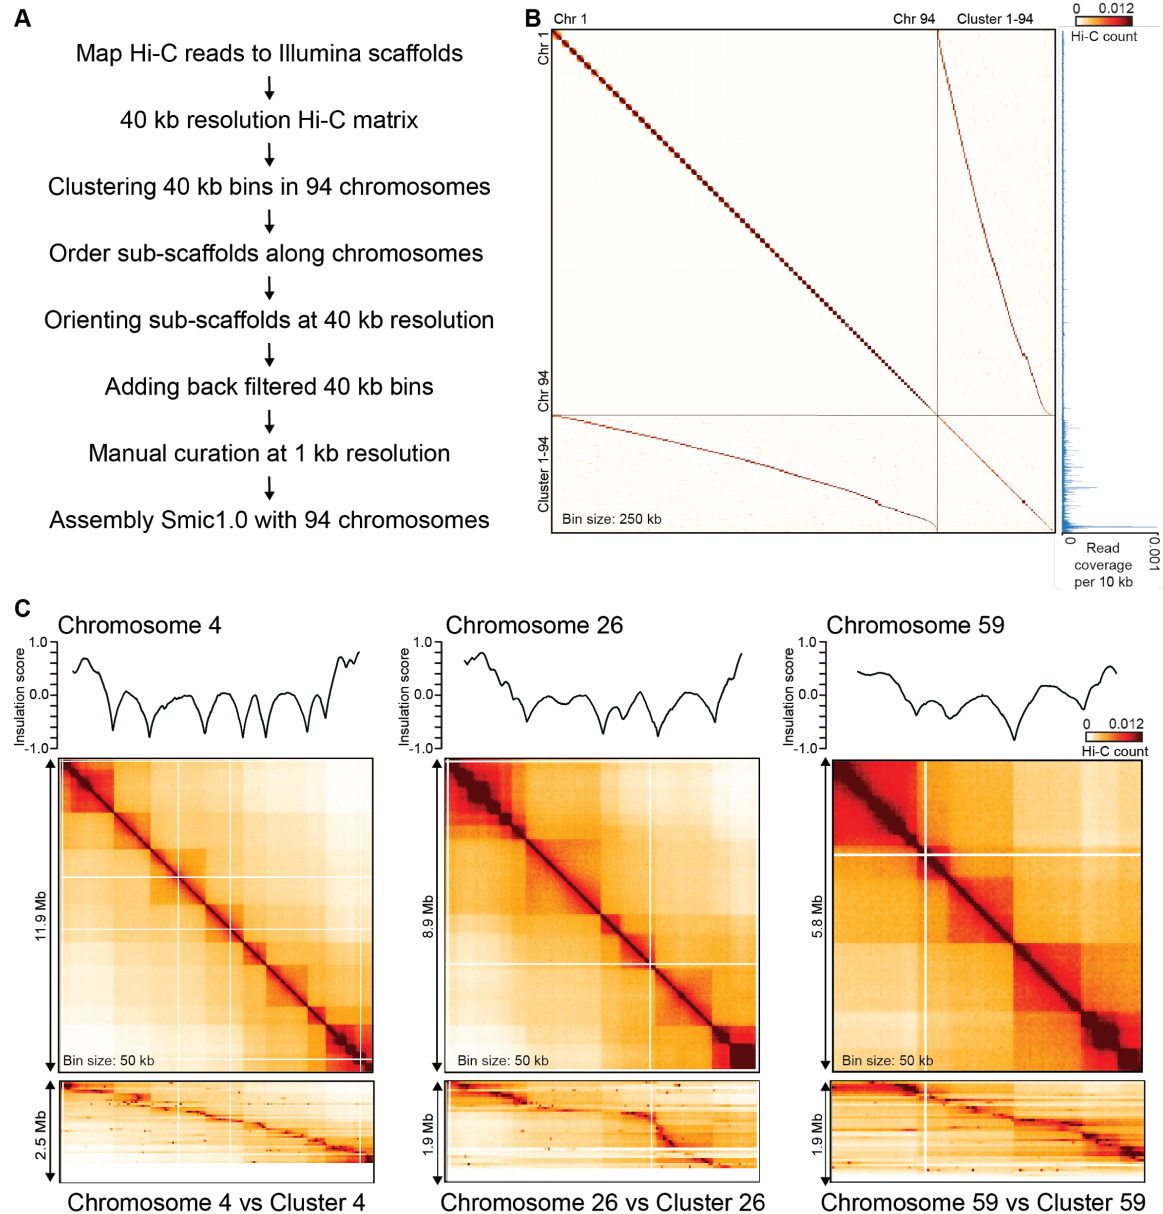 A
Map Hi-C reads to Illumina scaffolds
40 kb resolution Hi-C matrix
Clustering 40 kb bins in 94 chromosomes
Order sub-scaffolds along chromosomes
Orienting sub-scaffolds at 40 kb resolution
Adding back filtered 40 kb bins
Manual curation at 1 kb resolution
Assembly Smic1.0 with 94 chromosomes
B
Chr 1
Chr 94
Cluster 1-94
0 0.012
Hi-C count
Chr 1
Chr 94
Cluster 1-94
Bin size: 250 kb
0
0.001
Read
coverage
per 10 kb
C
Chromosome 4
1.0
0.0
-1.0
Insulation score
11.9 Mb
Bin size: 50 kb
2.5 Mb
Chromosome 4 vs Cluster 4
Chromosome 26
1.0
0.0
-1.0
Insulation score
8.9 Mb
Bin size: 50 kb
1.9 Mb
Chromosome 26 vs Cluster 26
Chromosome 59
1.0
0.0
-1.0
Insulation score
0 0.012
Hi-C count
5.8 Mb
Bin size: 50 kb
1.9 Mb
Chromosome 59 vs Cluster 59